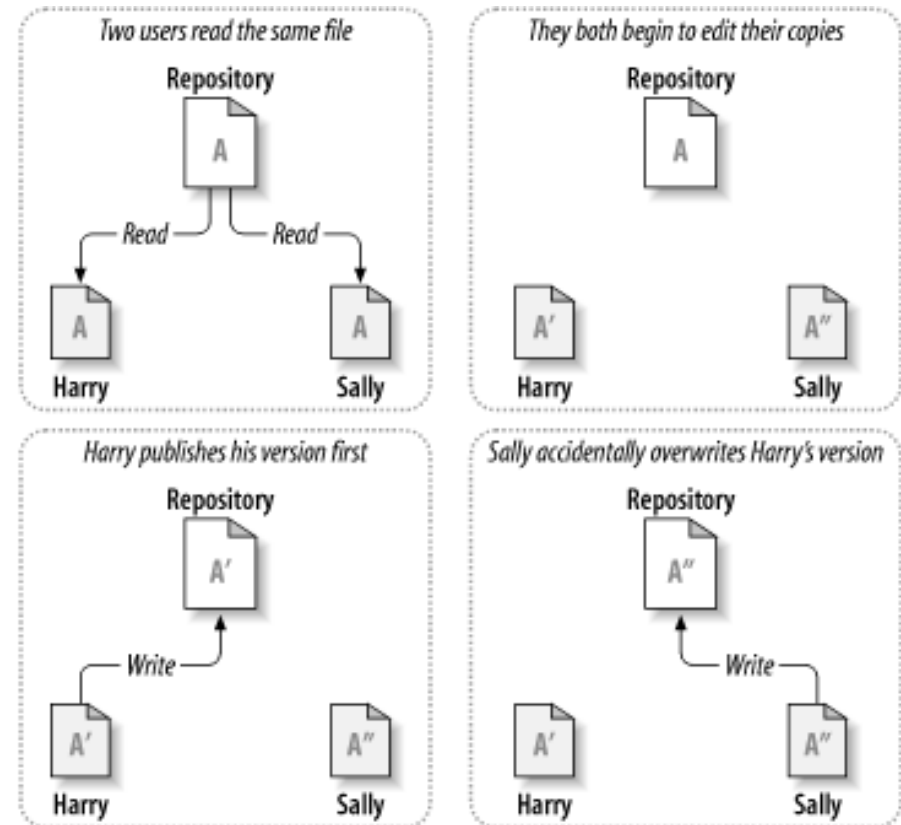 Two users read the same file
Repository
A
Read
Read
A
A
Harry
Sally
They both begin to edit their copies
Repository
A
A′
A″
Harry
Sally
Harry publishes his version first
Repository
A′
Write
A′
A″
Harry
Sally
Sally accidentally overwrites Harry’s version
Repository
A″
Write
A′
A″
Harry
Sally